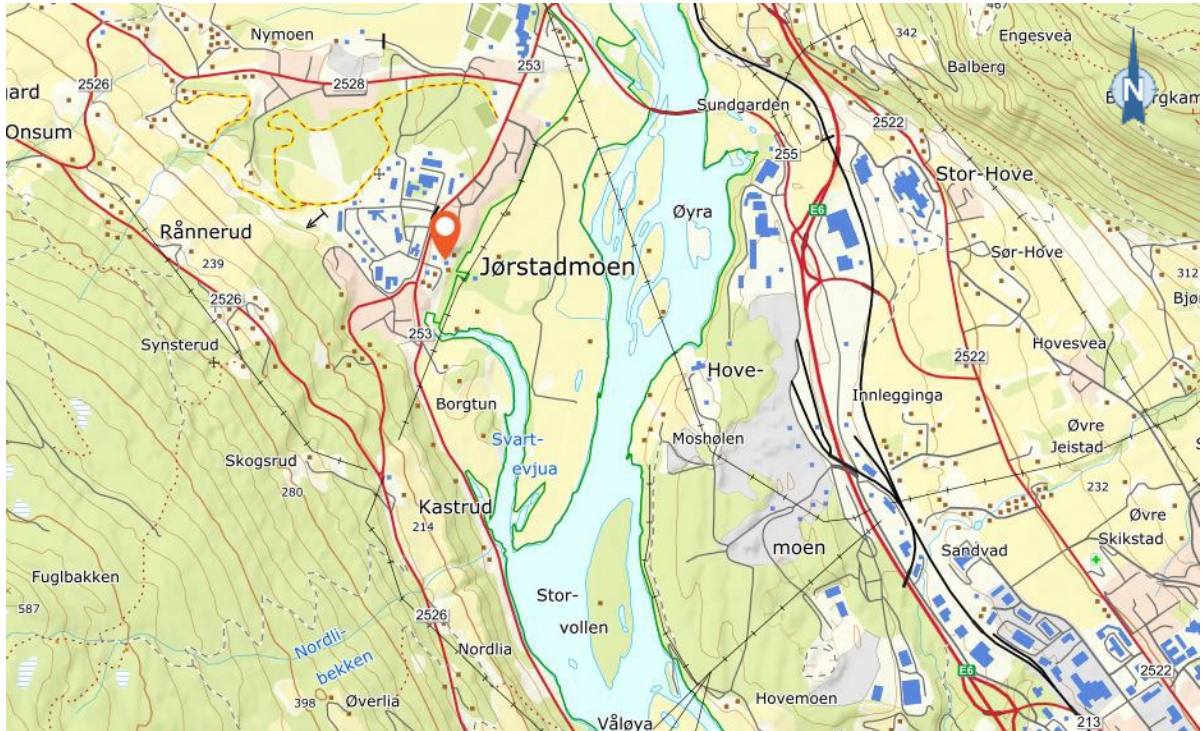 467
Engesvea
Nymoen
342
253
Balberg
2526
2528
N
ard
Sundgarden
2522
Onsum
255
Stor-Hove
E6
Øyra
Rånnerud
Sør-Hove
239
Jørstadmoen
312
2526
Bjør
253
Synsterud
Hovesvea
2522
Hove-
Innlegginga
Borgtun
Øvre
Jeistad
Svart-
evjua
Moshølen
Skogsrud
280
232
Kastrud
214
Øvre
Skikstad
moen
Sandvad
Fuglbakken
587
Stor-
vollen
2526
Nordli-
bekken
Nordlia
E6
2522
398
Øverlia
Hovemoen
Våløya
213